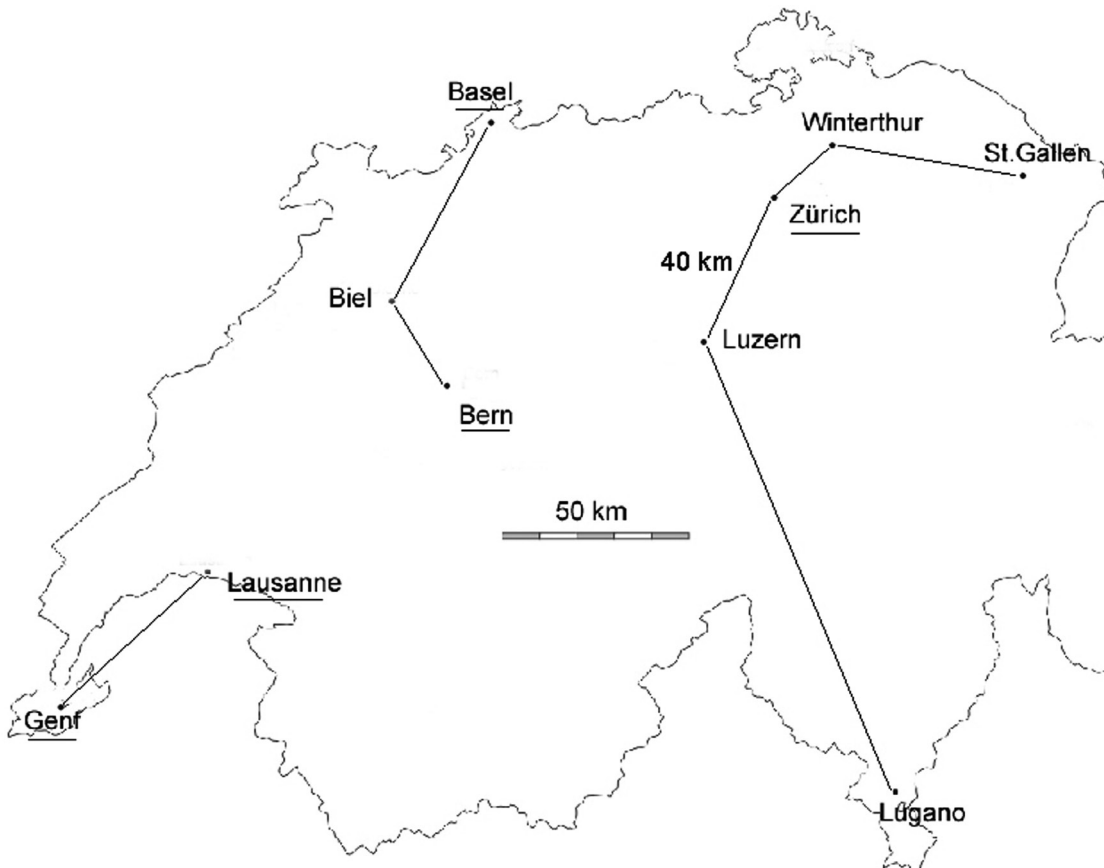 Basel
Winterthur
St.Gallen
Zürich
40 km
Biel
Luzern
Bern
50 km
Lausanne
Genf
Lugano